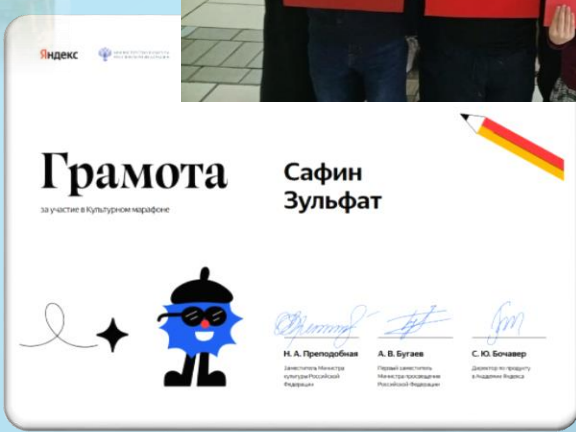 Яндекс
Грамота
за участие в Культурном марафоне
Сафин
Зульфат
Н. А. Преподобная
Заместитель Министра
культуры Российской
Федерации
А. В. Бугаев
Первый заместитель
Министра просвещения
Российской Федерации
С. Ю. Бочавер
Директор по продукту
в Академии Яндекса